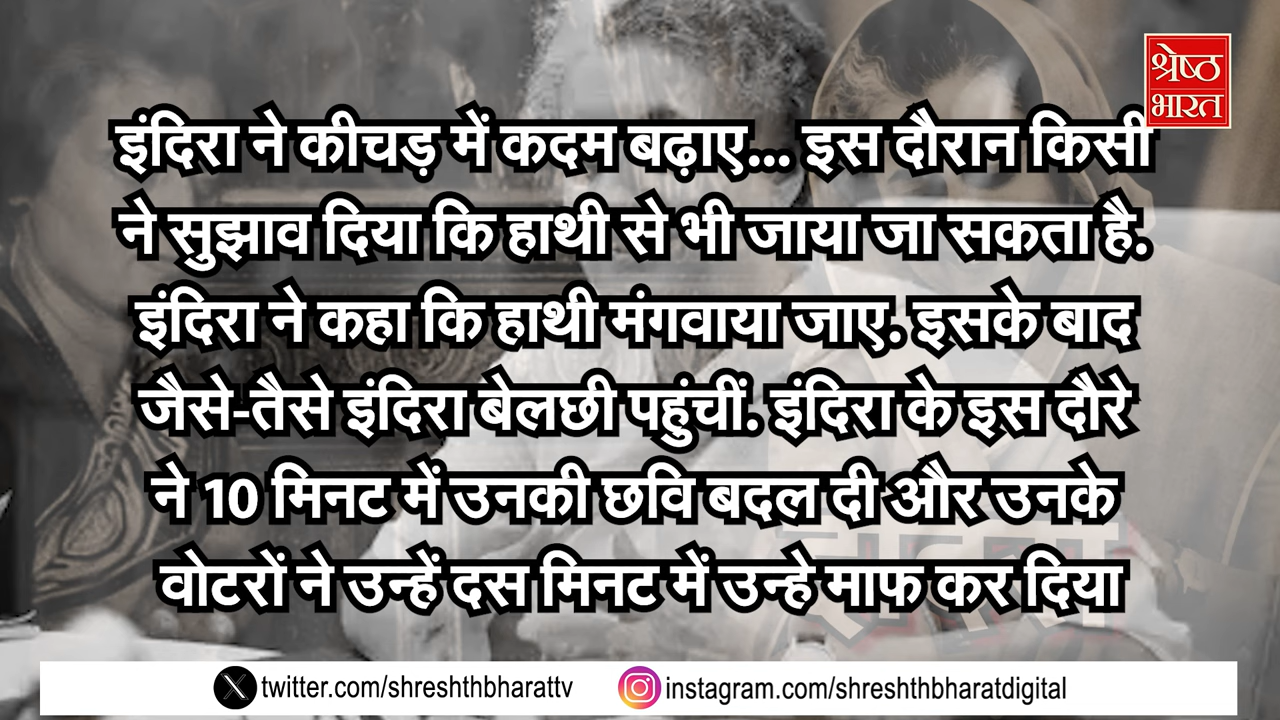 श्रेष्ठ
भारत
इंदिरा ने कीचड़ में कदम बढ़ाए... इस दौरान किसी
ने सुझाव दिया कि हाथी से भी जाया जा सकता है.
इंदिरा ने कहा कि हाथी मंगवाया जाए. इसके बाद
जैसे-तैसे इंदिरा बेलछी पहुंचीं. इंदिरा के इस दौरे
ने 10 मिनट में उनकी छवि बदल दी और उनके
वोटरों ने उन्हें दस मिनट में उन्हे माफ कर दिया
twitter.com/shreshthbharattv
instagram.com/shreshthbharatdigital